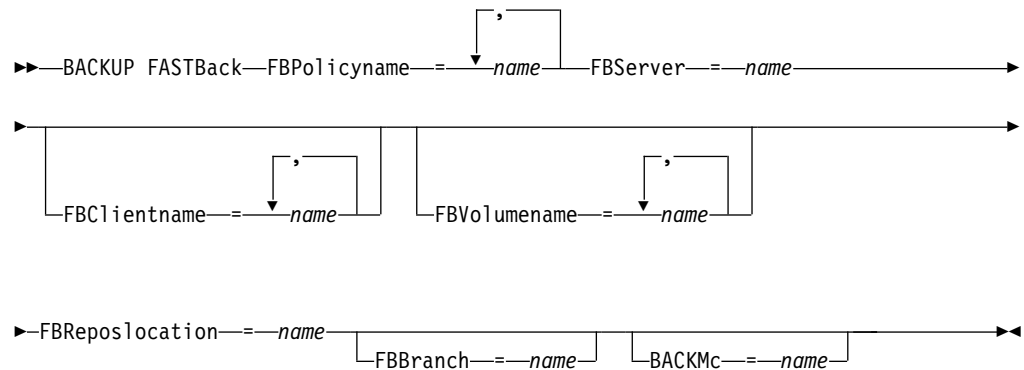 ,
BACKUP FASTBack FBPolicyname = name FBServer = name
, ,
FBClientname = name FBVolumename = name
FBReposlocation = name
FBBranch = name BACKMc = name